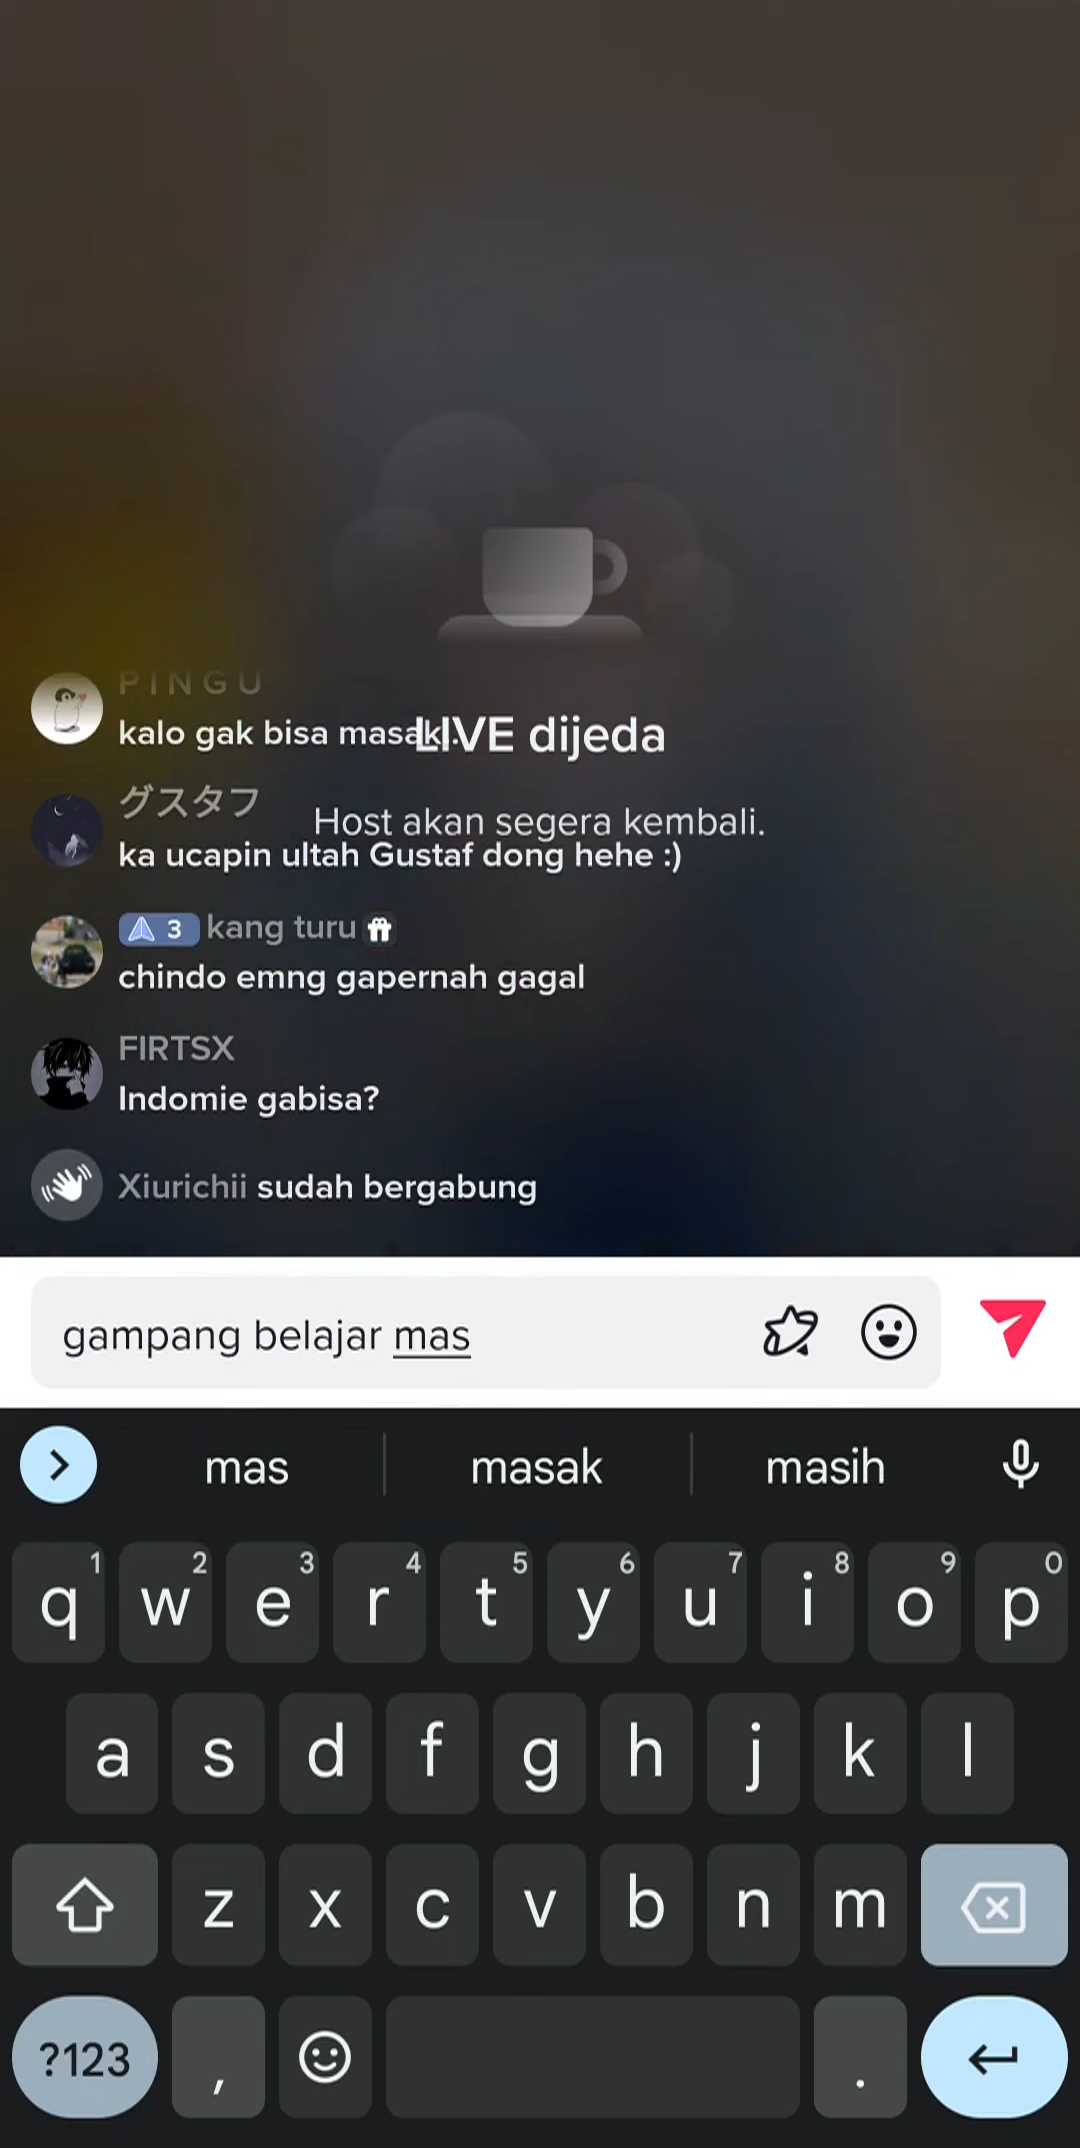 PINGU
kalo gak bisa masak!.
LIVE dijeda
グスタフ
Host akan segera kembali.
ka ucapin ultah Gustaf dong hehe :)
3 kang turu
chindo emng gapernah gagal
FIRTSX
Indomie gabisa?
Xiurichii sudah bergabung
gampang belajar mas
mas masak masih
1 2 3 4 5 6 7 8 9 0
q w e r t y u i o p
a s d f g h j k l
z x c v b n m
?123 , .